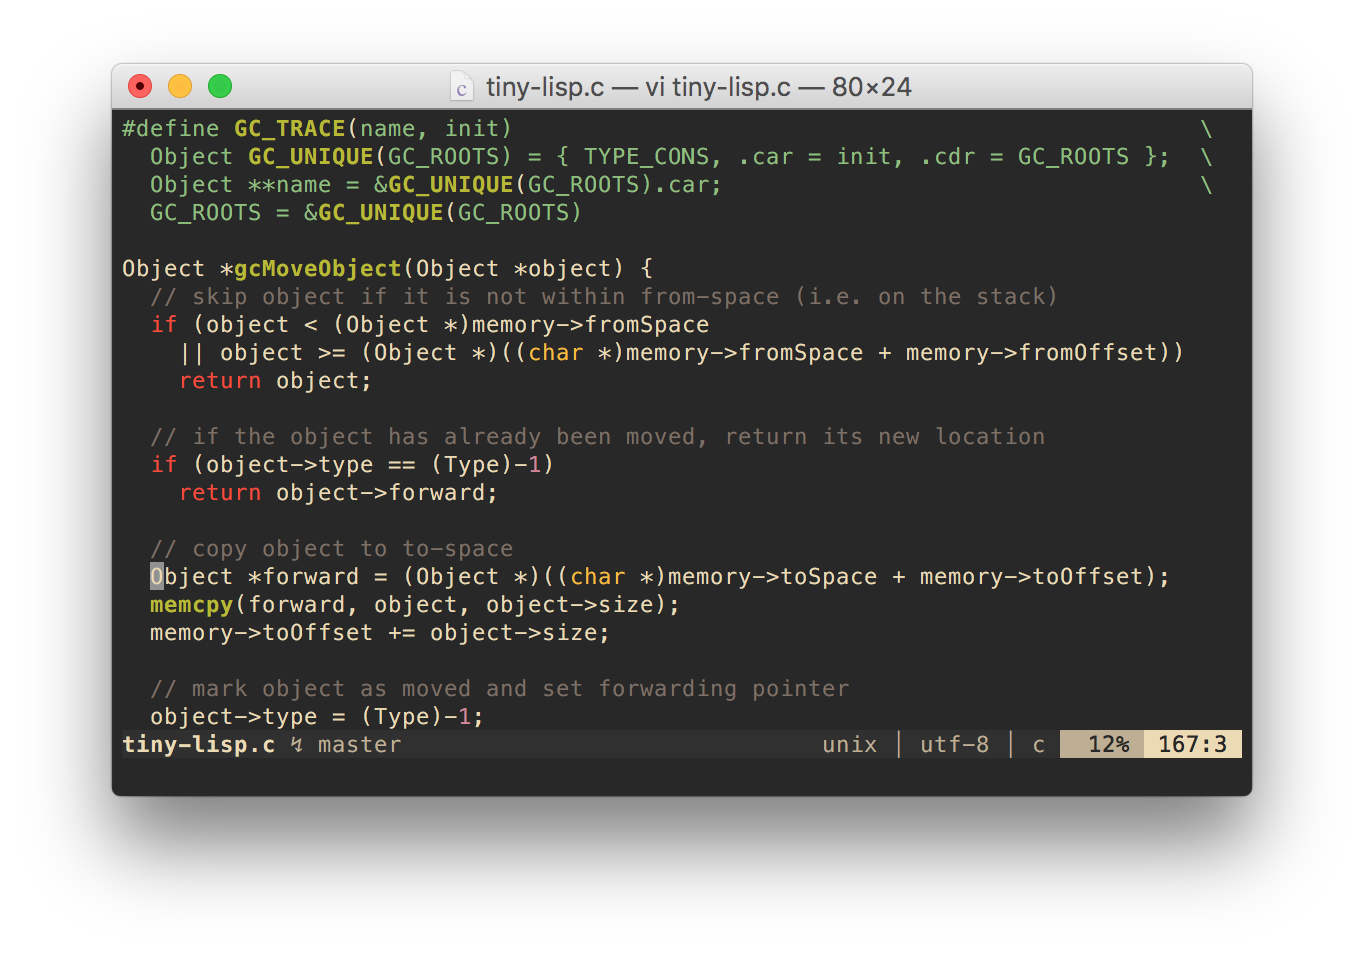 c tiny-lisp.c — vi tiny-lisp.c — 80×24
#define GC_TRACE(name, init)                                                 \
  Object GC_UNIQUE(GC_ROOTS) = { TYPE_CONS, .car = init, .cdr = GC_ROOTS };  \
  Object **name = &GC_UNIQUE(GC_ROOTS).car;                                  \
  GC_ROOTS = &GC_UNIQUE(GC_ROOTS)

Object *gcMoveObject(Object *object) {
  // skip object if it is not within from-space (i.e. on the stack)
  if (object < (Object *)memory->fromSpace
    || object >= (Object *)((char *)memory->fromSpace + memory->fromOffset))
    return object;

  // if the object has already been moved, return its new location
  if (object->type == (Type)-1)
    return object->forward;

  // copy object to to-space
  Object *forward = (Object *)((char *)memory->toSpace + memory->toOffset);
  memcpy(forward, object, object->size);
  memory->toOffset += object->size;

  // mark object as moved and set forwarding pointer
  object->type = (Type)-1;
tiny-lisp.c ↯ master                              unix │ utf-8 │ c   12%  167:3